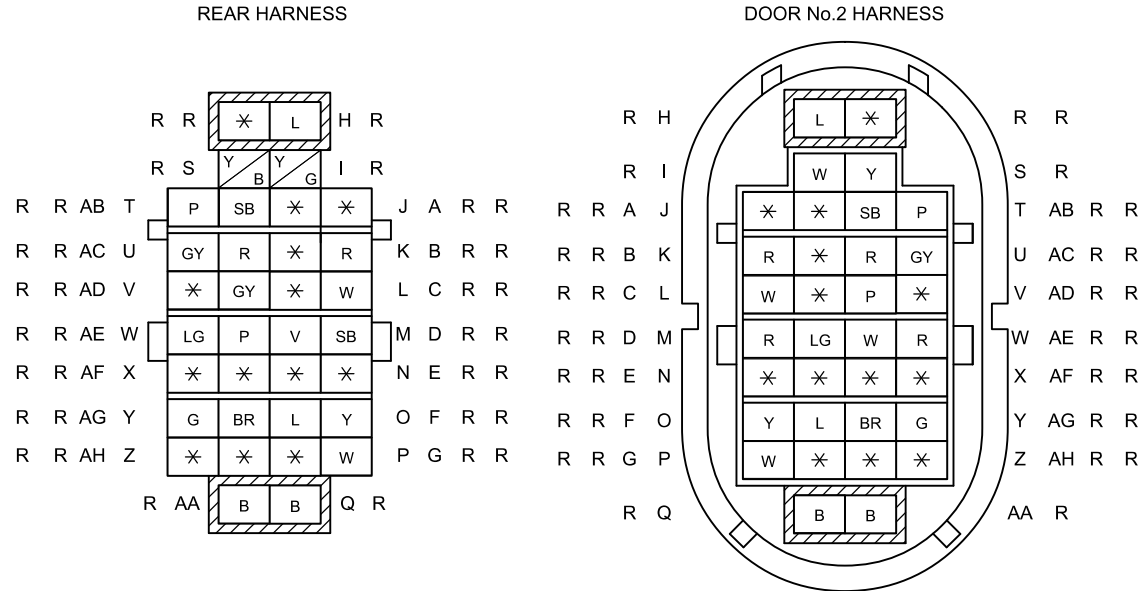 REAR HARNESS DOOR No.2 HARNESS
R R * L H R R H L * R R
R S Y B Y G I R R I W Y S R
R R AB T P SB * * J A R R R R A J * * SB P T AB R R
R R AC U GY R * R K B R R R R B K R * R GY U AC R R
R R AD V * GY * W L C R R R R C L W * P * V AD R R
R R AE W LG P V SB M D R R R R D M R LG W R W AE R R
R R AF X * * * * N E R R R R E N * * * * X AF R R
R R AG Y G BR L Y O F R R R R F O Y L BR G Y AG R R
R R AH Z * * * W P G R R R R G P W * * * Z AH R R
R AA B B Q R R Q B B AA R